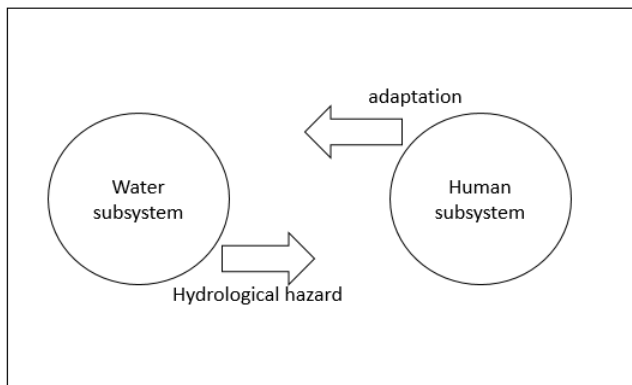 adaptation
Water
subsystem
Human
subsystem
Hydrological hazard